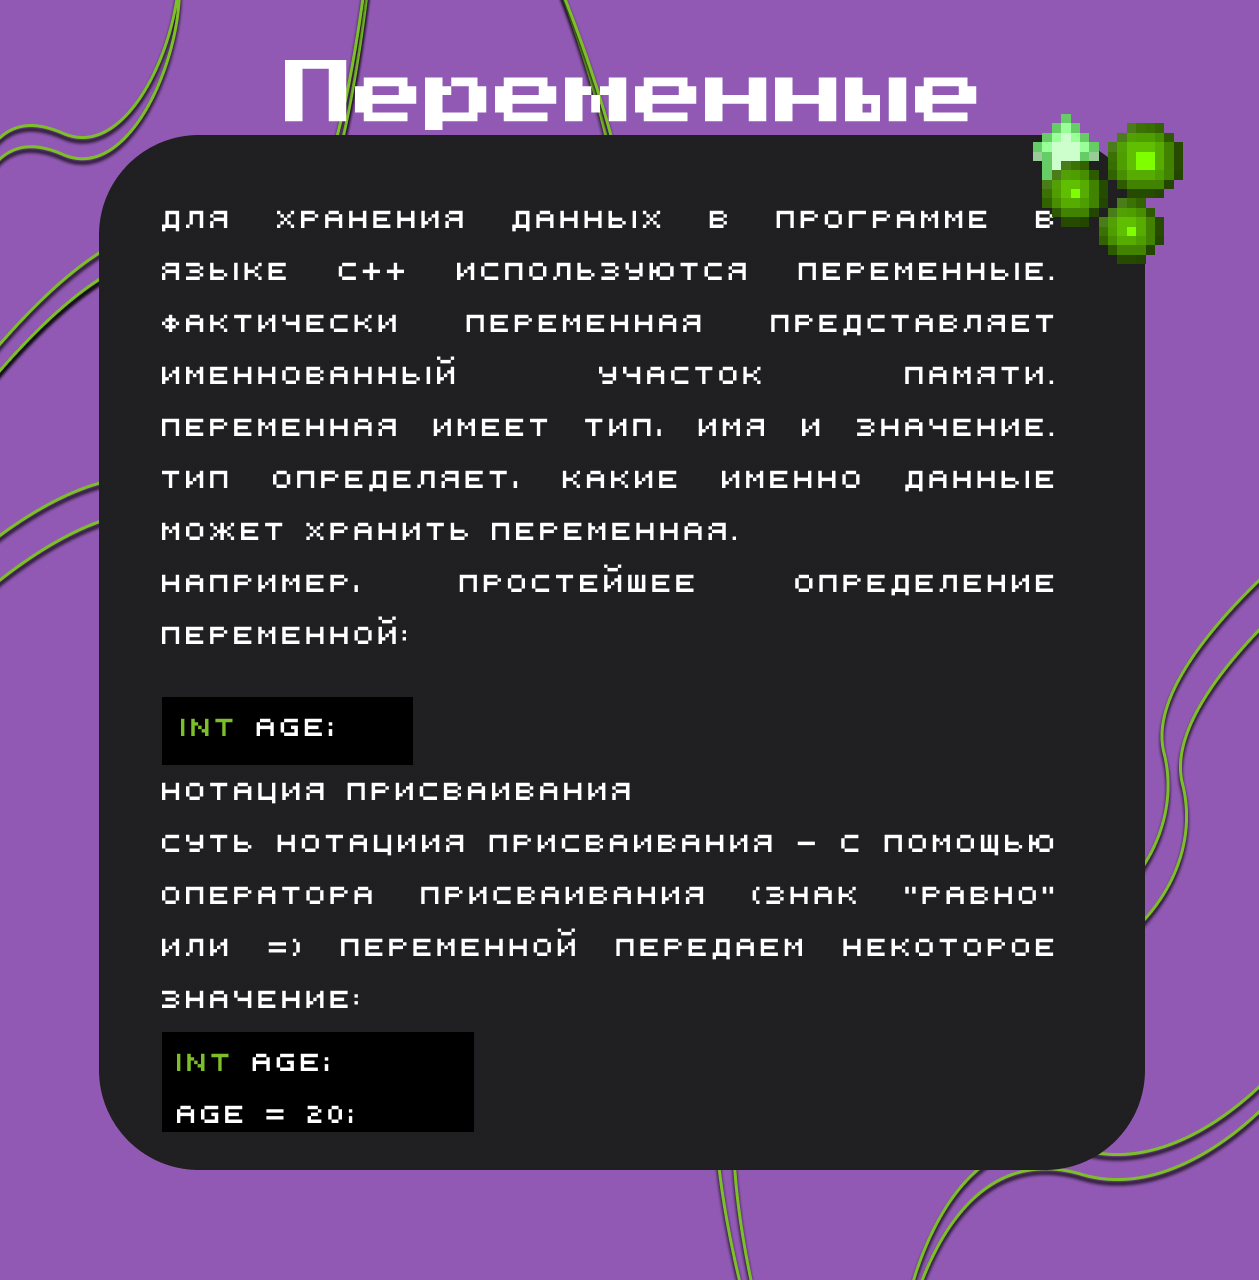 Переменные
ДЛЯ ХРАНЕНИЯ ДАННЫХ В ПРОГРАММЕ В
ЯЗЫКЕ C++ ИСПОЛЬЗУЮТСЯ ПЕРЕМЕННЫЕ.
ФАКТИЧЕСКИ ПЕРЕМЕННАЯ ПРЕДСТАВЛЯЕТ
ИМЕННОВАННЫЙ УЧАСТОК ПАМЯТИ.
ПЕРЕМЕННАЯ ИМЕЕТ ТИП, ИМЯ И ЗНАЧЕНИЕ.
ТИП ОПРЕДЕЛЯЕТ, КАКИЕ ИМЕННО ДАННЫЕ
МОЖЕТ ХРАНИТЬ ПЕРЕМЕННАЯ.
НАПРИМЕР, ПРОСТЕЙШЕЕ ОПРЕДЕЛЕНИЕ
ПЕРЕМЕННОЙ:
INT AGE;
НОТАЦИЯ ПРИСВАИВАНИЯ
СУТЬ НОТАЦИИЯ ПРИСВАИВАНИЯ - С ПОМОЩЬЮ
ОПЕРАТОРА ПРИСВАИВАНИЯ (ЗНАК "РАВНО"
ИЛИ =) ПЕРЕМЕННОЙ ПЕРЕДАЕМ НЕКОТОРОЕ
ЗНАЧЕНИЕ:
INT AGE;
AGE = 20;